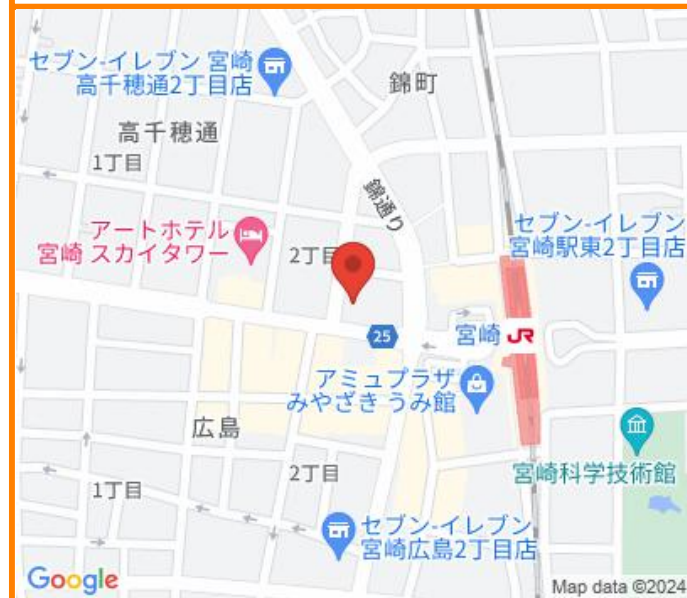 セブン-イレブン 宮崎
高千穂通2丁目店
錦町
高千穂通
1丁目
錦通り
アートホテル
宮崎 スカイタワー
2丁目
セブン-イレブン
宮崎駅東2丁目店
25
宮崎 JR
アミュプラザ
みやざき うみ館
広島
2丁目
宮崎科学技術館
1丁目
セブン-イレブン
宮崎広島2丁目店
Google
Map data ©2024